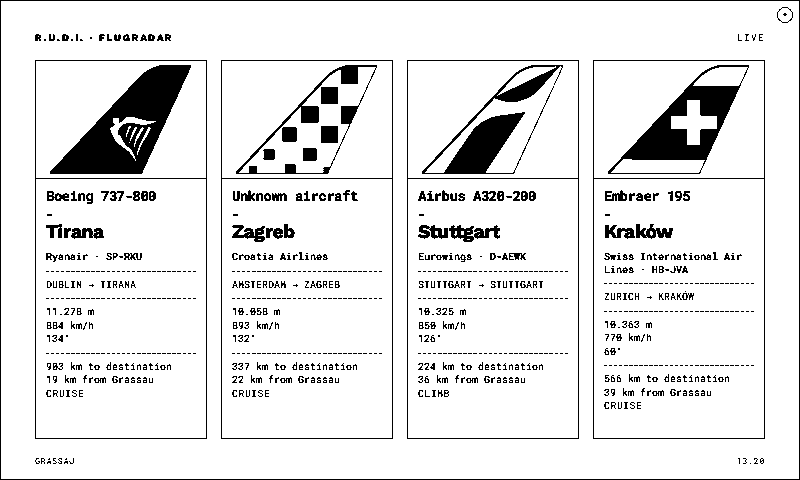 R.U.D.I. · FLUGRADAR
LIVE
Boeing 737-800
-
Tirana
Ryanair · SP-RKU
DUBLIN → TIRANA
11.278 m
884 km/h
134°
903 km to destination
19 km from Grassau
CRUISE
Unknown aircraft
-
Zagreb
Croatia Airlines
AMSTERDAM → ZAGREB
10.058 m
893 km/h
132°
337 km to destination
22 km from Grassau
CRUISE
Airbus A320-200
-
Stuttgart
Eurowings · D-AEWK
STUTTGART → STUTTGART
10.325 m
850 km/h
126°
224 km to destination
36 km from Grassau
CLIMB
Embraer 195
-
Kraków
Swiss International Air
Lines · HB-JVA
ZURICH → KRAKÓW
10.363 m
770 km/h
60°
566 km to destination
39 km from Grassau
CRUISE
GRASSAU
13.20